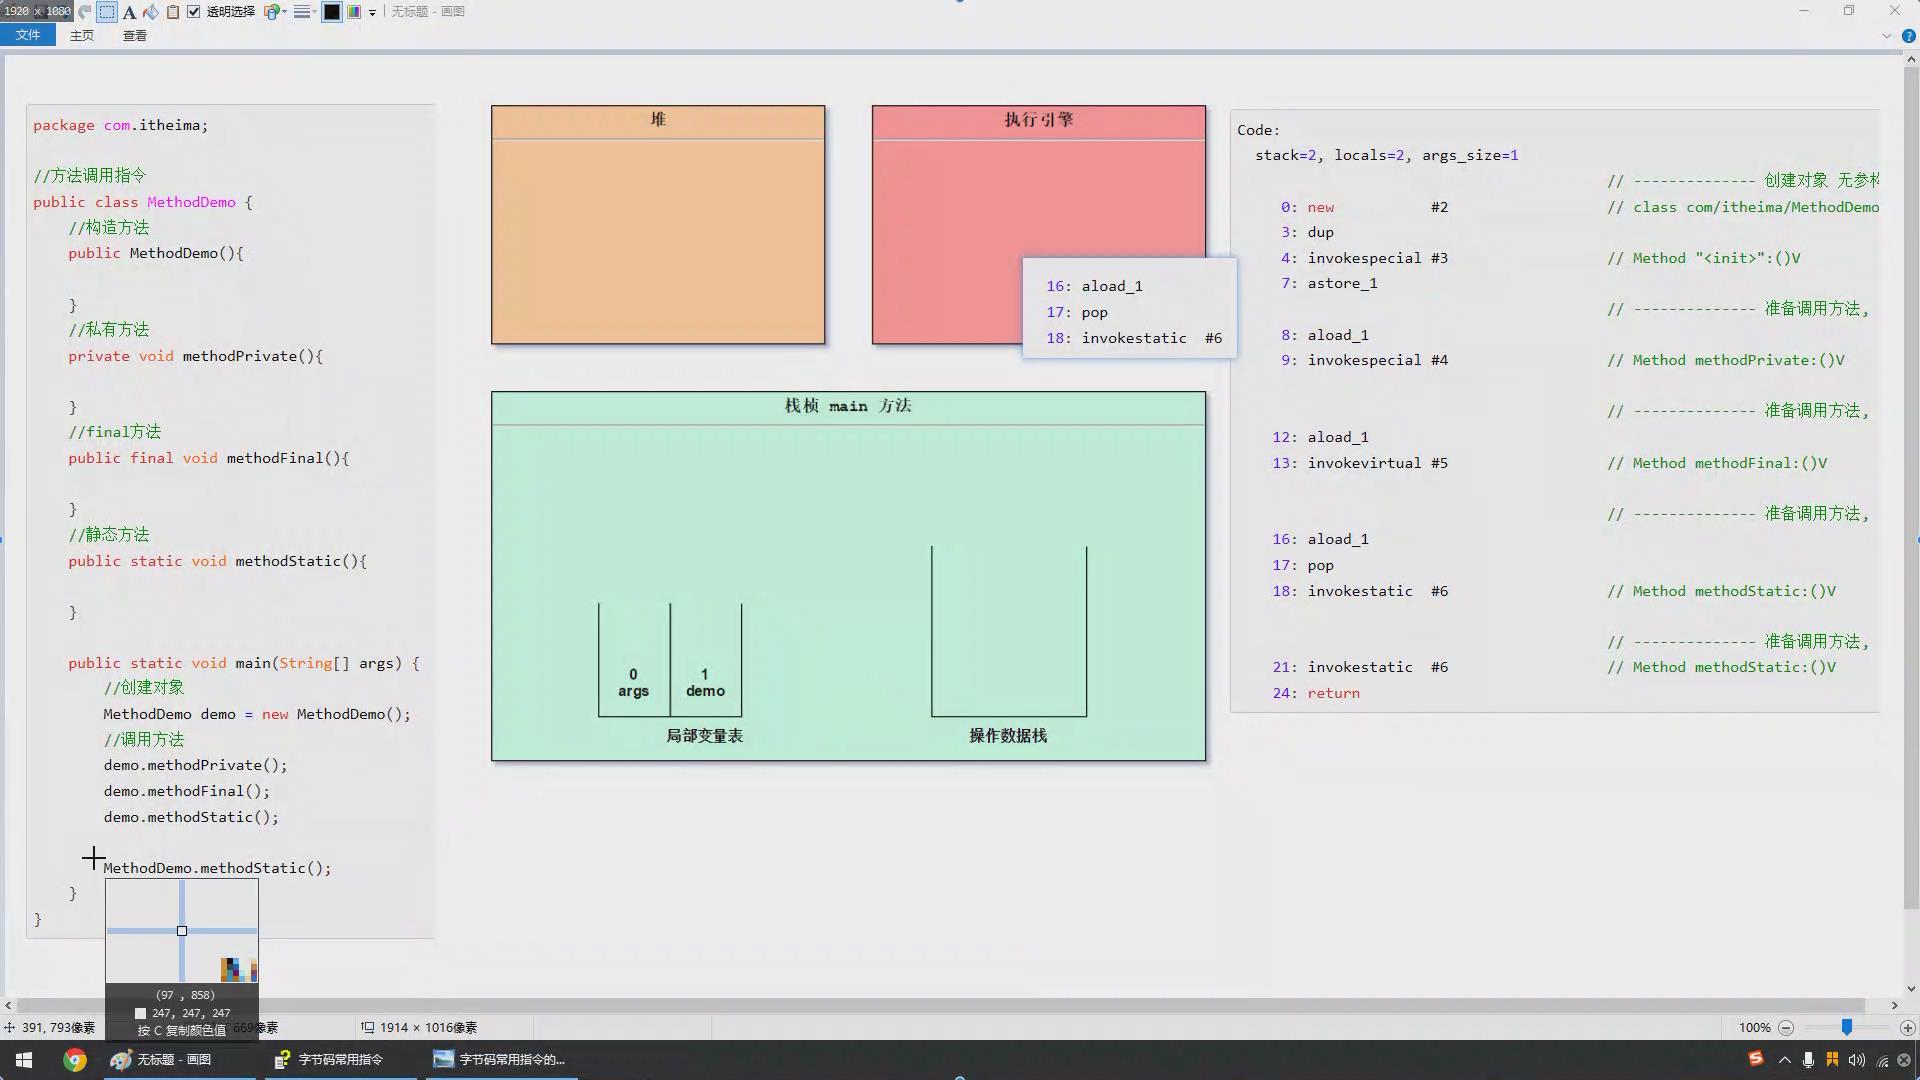 1920 x 1080
透明选择
无标题 - 画图
文件
主页
查看
package com.itheima;
//方法调用指令
public class MethodDemo {
//构造方法
public MethodDemo(){
}
//私有方法
private void methodPrivate(){
}
//final方法
public final void methodFinal(){
}
//静态方法
public static void methodStatic(){
}
public static void main(String[] args) {
//创建对象
MethodDemo demo = new MethodDemo();
//调用方法
demo.methodPrivate();
demo.methodFinal();
demo.methodStatic();
MethodDemo.methodStatic();
}
}
堆
执行引擎
16: aload_1
17: pop
18: invokestatic #6
栈桢 main 方法
0
args
1
demo
局部变量表
操作数据栈
Code:
stack=2, locals=2, args_size=1
// -------------- 创建对象 无参
0: new #2 // class com/itheima/MethodDemo
3: dup
4: invokespecial #3 // Method "<init>":()V
7: astore_1
// -------------- 准备调用方法,
8: aload_1
9: invokespecial #4 // Method methodPrivate:()V
// -------------- 准备调用方法,
12: aload_1
13: invokevirtual #5 // Method methodFinal:()V
// -------------- 准备调用方法,
16: aload_1
17: pop
18: invokestatic #6 // Method methodStatic:()V
// -------------- 准备调用方法,
21: invokestatic #6 // Method methodStatic:()V
24: return
(97 , 858)
247, 247, 247
按 C 复制颜色值
391, 793像素
669像素
1914 × 1016像素
100%
无标题 - 画图
字节码常用指令
字节码常用指令的...